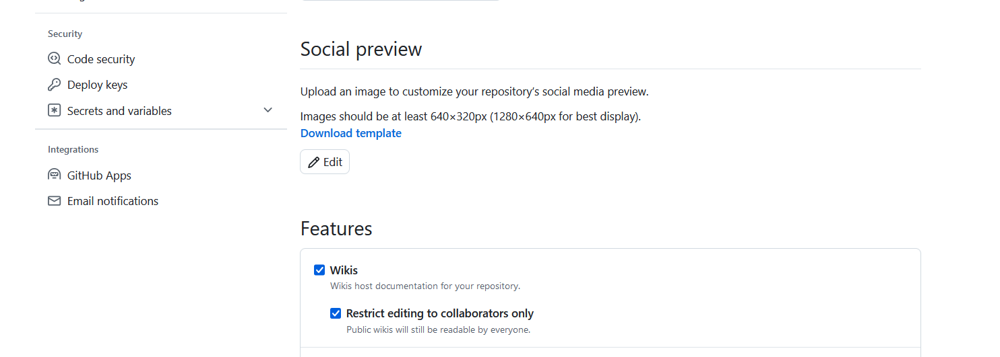 Security
Code security
Deploy keys
Secrets and variables
Integrations
GitHub Apps
Email notifications
Social preview
Upload an image to customize your repository’s social media preview.
Images should be at least 640×320px (1280×640px for best display).
Download template
Edit
Features
Wikis
Wikis host documentation for your repository.
Restrict editing to collaborators only
Public wikis will still be readable by everyone.